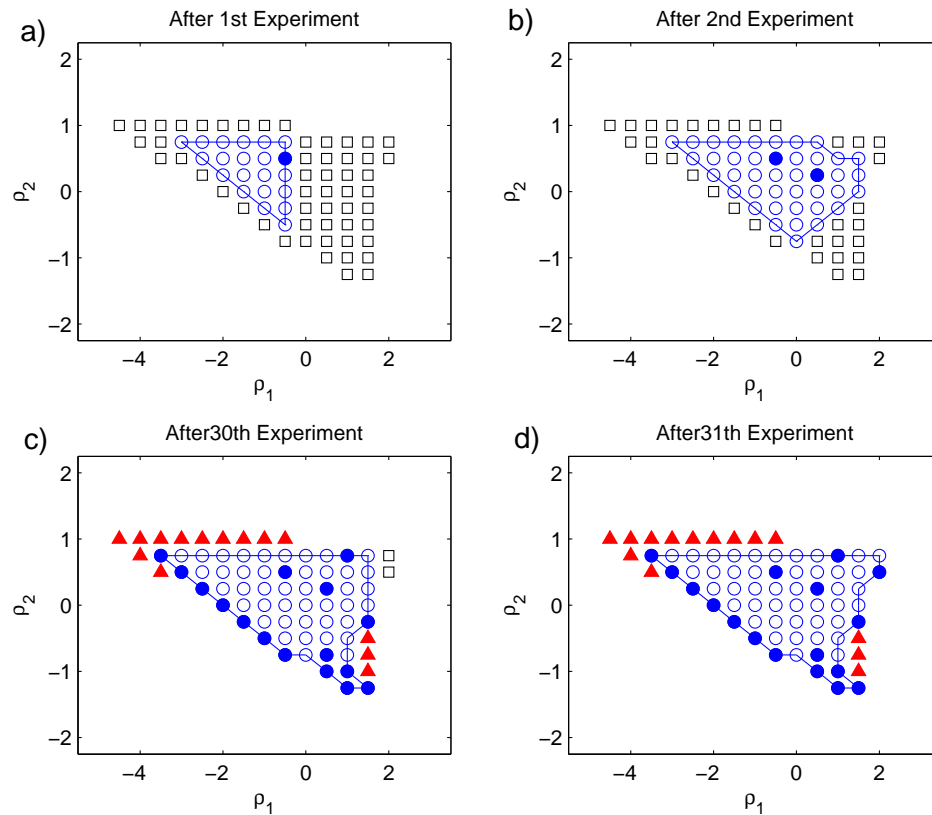 a)
After 1st Experiment
2
1
0
−1
−2
ρ2
−4
−2
0
2
ρ1
b)
After 2nd Experiment
2
1
0
−1
−2
ρ2
−4
−2
0
2
ρ1
c)
After30th Experiment
2
1
0
−1
−2
ρ2
−4
−2
0
2
ρ1
d)
After31th Experiment
2
1
0
−1
−2
ρ2
−4
−2
0
2
ρ1